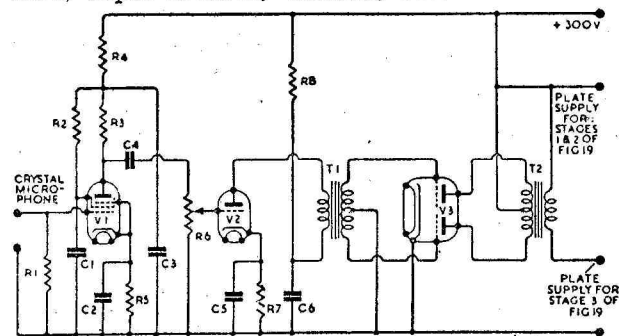 + 300V
R4
R8
R2
R3
PLATE
SUPPLY
FOR
STAGES
1 & 2 OF
FIG 19
C4
T1
T2
CRYSTAL
MICRO-
PHONE
V1
R6
V2
V3
R1
C1
C3
C2
R5
C5
R7
C6
PLATE
SUPPLY FOR
STAGE 3 OF
FIG 19